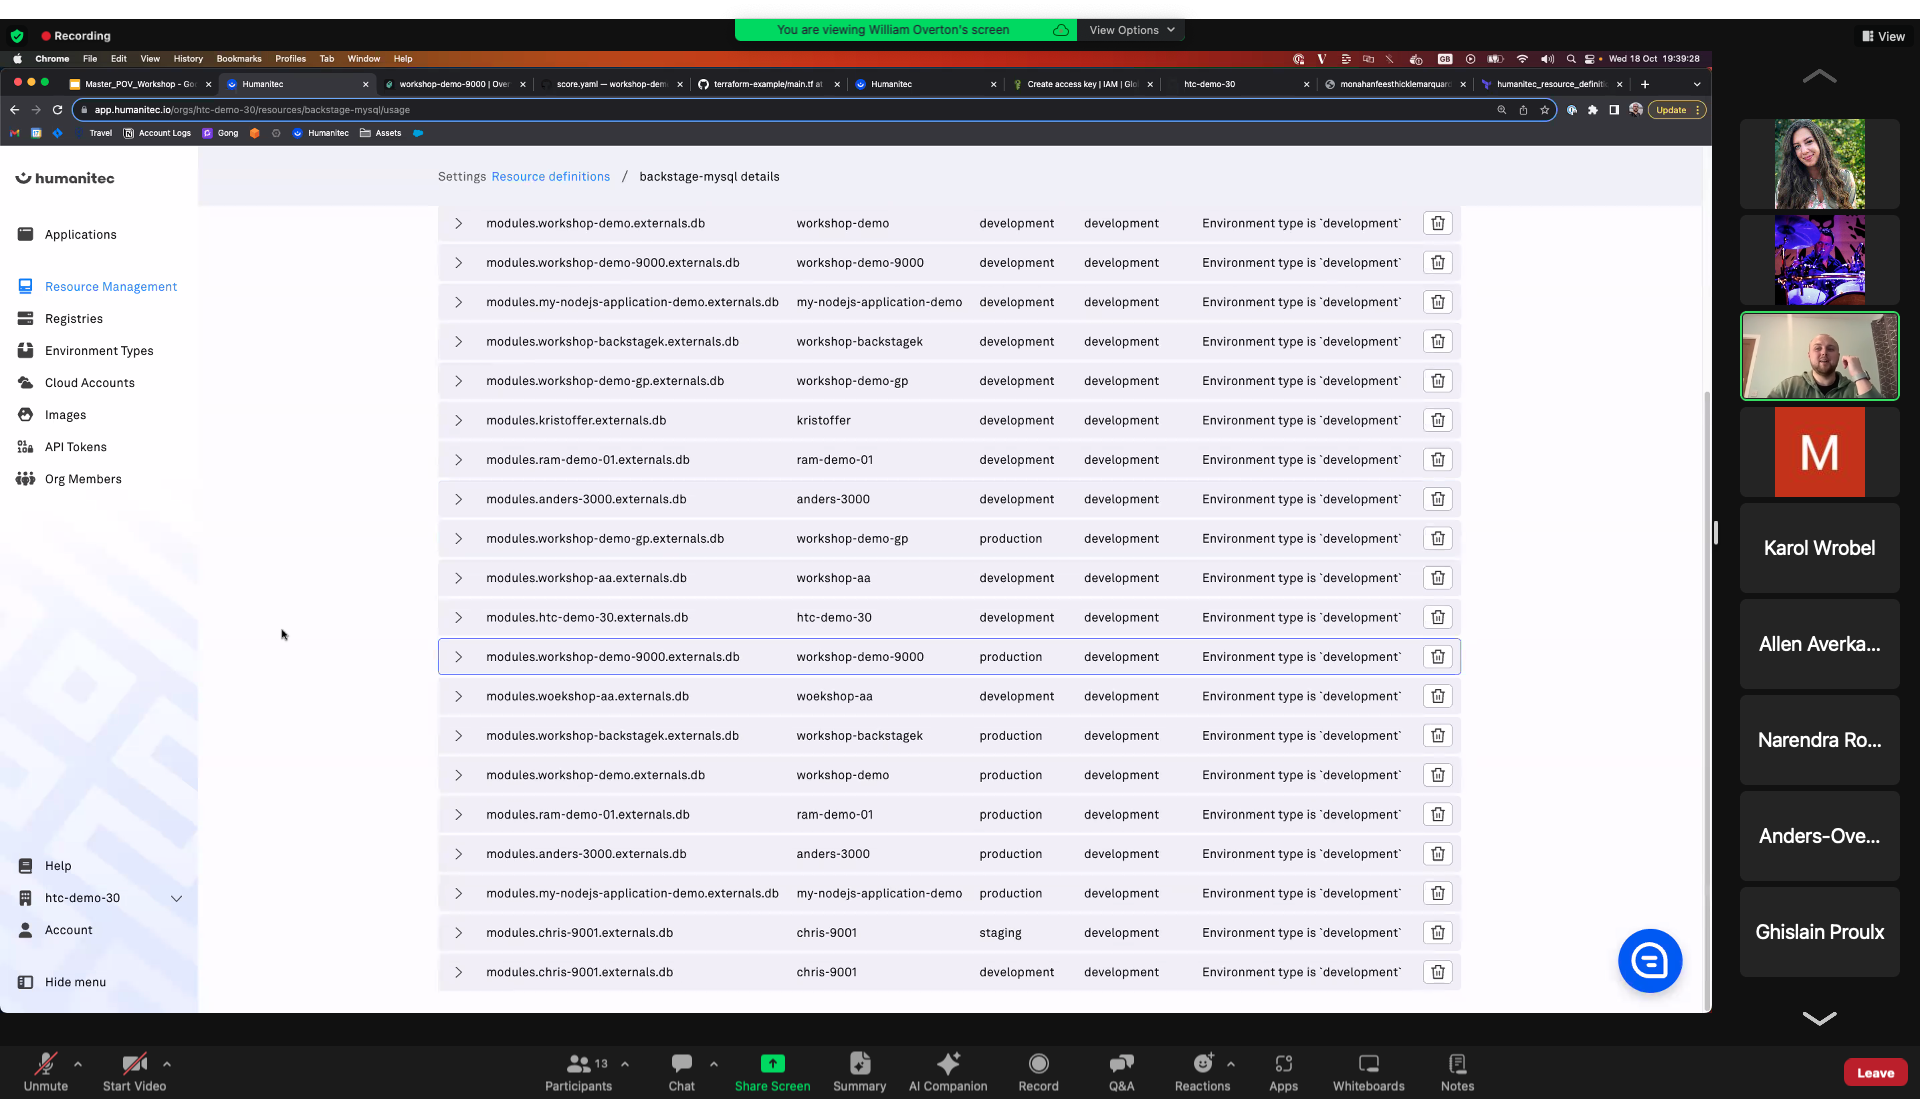 You are viewing William Overton's screen
View Options
Recording
View
Chrome File Edit View History Bookmarks Profiles Tab Window Help
GB
Wed 18 Oct 19:39:28
Master_POV_Workshop - Goo
Humanitec
workshop-demo-9000 | Over
score.yaml — workshop-dem
terraform-example/main.tf at
Humanitec
Create access key | IAM | Glo
htc-demo-30
monahanfeesthicklemarquard
humanitec_resource_definiti
app.humanitec.io/orgs/htc-demo-30/resources/backstage-mysql/usage
Update
Travel
Account Logs
Gong
Humanitec
Assets
humanitec
Settings Resource definitions / backstage-mysql details
Applications
Resource Management
Registries
Environment Types
Cloud Accounts
Images
API Tokens
Org Members
Help
htc-demo-30
Account
Hide menu
modules.workshop-demo.externals.db workshop-demo development development Environment type is `development`
modules.workshop-demo-9000.externals.db workshop-demo-9000 development development Environment type is `development`
modules.my-nodejs-application-demo.externals.db my-nodejs-application-demo development development Environment type is `development`
modules.workshop-backstagek.externals.db workshop-backstagek development development Environment type is `development`
modules.workshop-demo-gp.externals.db workshop-demo-gp development development Environment type is `development`
modules.kristoffer.externals.db kristoffer development development Environment type is `development`
modules.ram-demo-01.externals.db ram-demo-01 development development Environment type is `development`
modules.anders-3000.externals.db anders-3000 development development Environment type is `development`
modules.workshop-demo-gp.externals.db workshop-demo-gp production development Environment type is `development`
modules.workshop-aa.externals.db workshop-aa development development Environment type is `development`
modules.htc-demo-30.externals.db htc-demo-30 development development Environment type is `development`
modules.workshop-demo-9000.externals.db workshop-demo-9000 production development Environment type is `development`
modules.woekshop-aa.externals.db woekshop-aa development development Environment type is `development`
modules.workshop-backstagek.externals.db workshop-backstagek production development Environment type is `development`
modules.workshop-demo.externals.db workshop-demo production development Environment type is `development`
modules.ram-demo-01.externals.db ram-demo-01 production development Environment type is `development`
modules.anders-3000.externals.db anders-3000 production development Environment type is `development`
modules.my-nodejs-application-demo.externals.db my-nodejs-application-demo production development Environment type is `development`
modules.chris-9001.externals.db chris-9001 staging development Environment type is `development`
modules.chris-9001.externals.db chris-9001 development development Environment type is `development`
M
Karol Wrobel
Allen Averka...
Narendra Ro...
Anders-Ove...
Ghislain Proulx
Unmute
Start Video
13
Participants
Chat
Share Screen
Summary
AI Companion
Record
Q&A
Reactions
Apps
Whiteboards
Notes
Leave